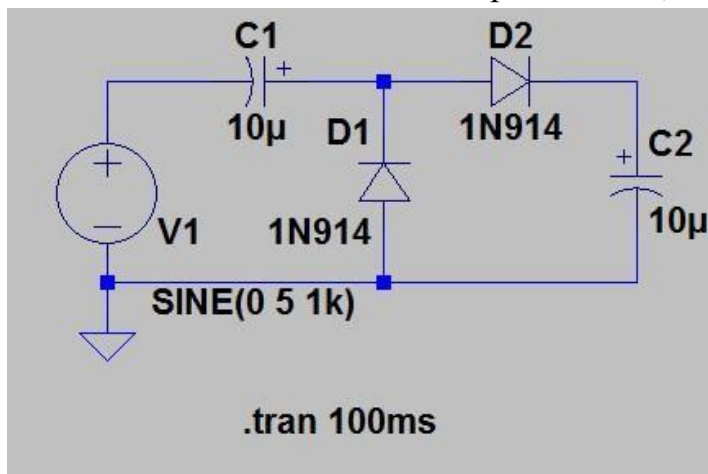 C1
D2
+
10µ
D1
1N914
+
C2
+
10µ
V1
1N914
−
SINE(0 5 1k)
.tran 100ms